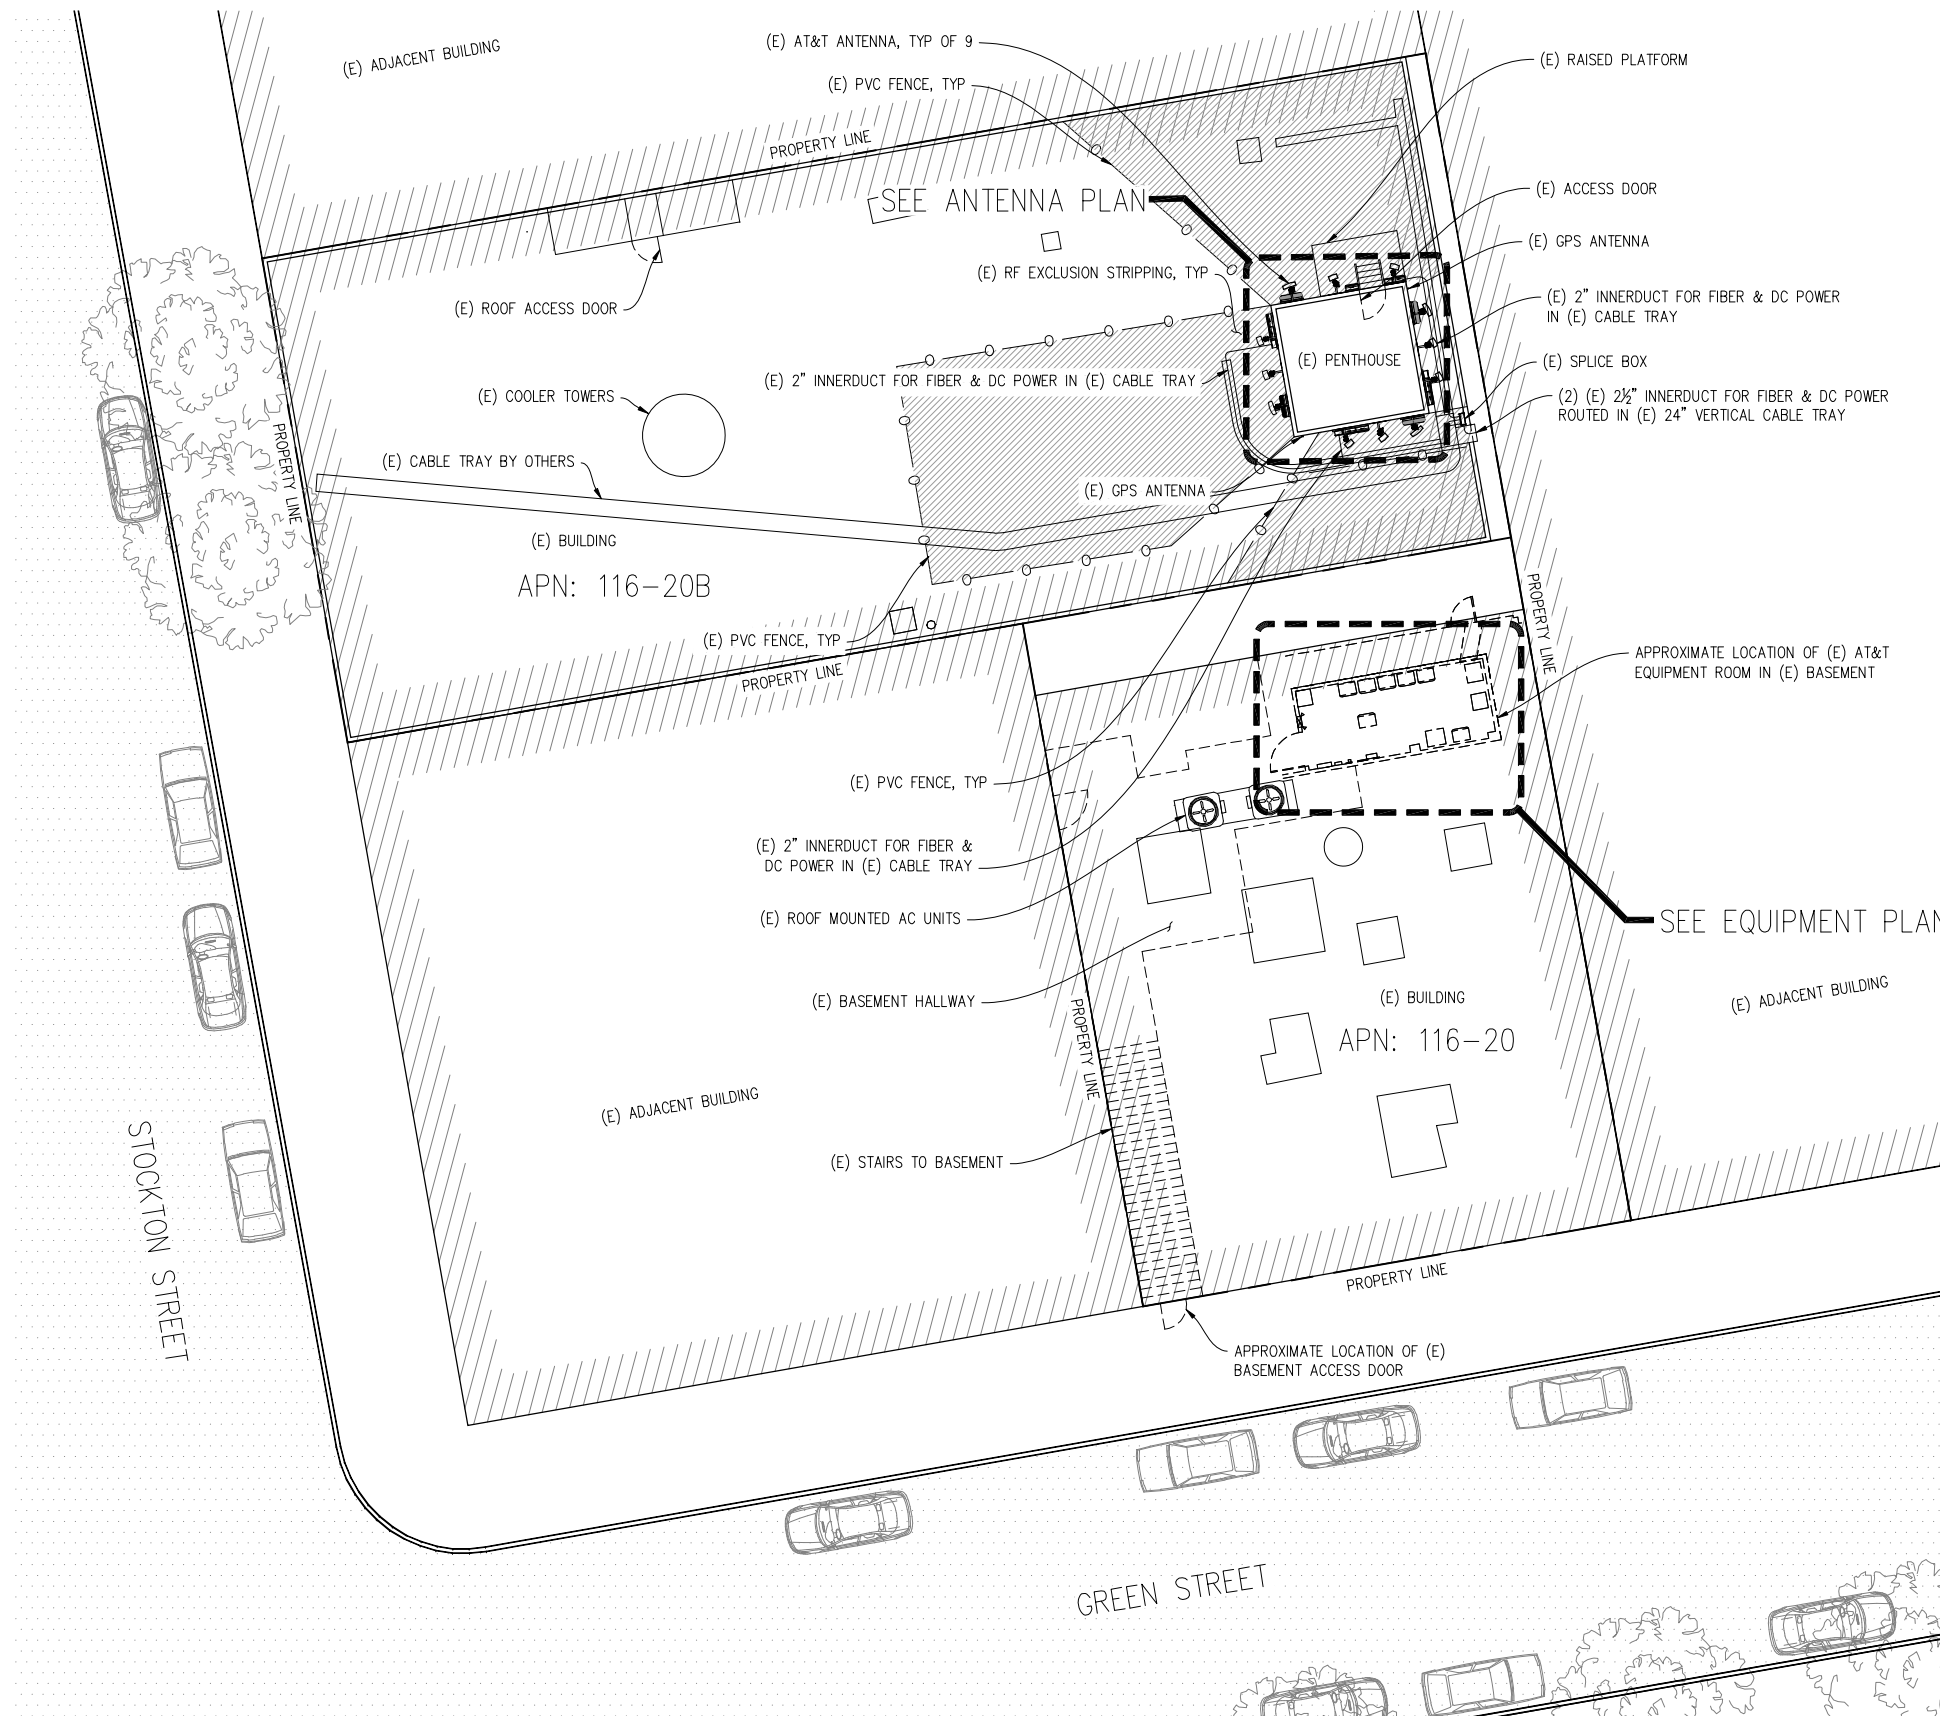 (E) AT&T ANTENNA, TYP OF 9
(E) ADJACENT BUILDING
(E) RAISED PLATFORM
(E) PVC FENCE, TYP
PROPERTY LINE
SEE ANTENNA PLAN
(E) ACCESS DOOR
(E) GPS ANTENNA
(E) RF EXCLUSION STRIPPING, TYP
(E) 2" INNERDUCT FOR FIBER & DC POWER
IN (E) CABLE TRAY
(E) ROOF ACCESS DOOR
(E) PENTHOUSE
(E) SPLICE BOX
(E) 2" INNERDUCT FOR FIBER & DC POWER IN (E) CABLE TRAY
(E) COOLER TOWERS
(2) (E) 2½" INNERDUCT FOR FIBER & DC POWER
ROUTED IN (E) 24" VERTICAL CABLE TRAY
PROPERTY LINE
(E) CABLE TRAY BY OTHERS
(E) GPS ANTENNA
(E) BUILDING
APN: 116-20B
PROPERTY LINE
(E) PVC FENCE, TYP
APPROXIMATE LOCATION OF (E) AT&T
EQUIPMENT ROOM IN (E) BASEMENT
PROPERTY LINE
(E) PVC FENCE, TYP
(E) 2" INNERDUCT FOR FIBER &
DC POWER IN (E) CABLE TRAY
(E) ROOF MOUNTED AC UNITS
SEE EQUIPMENT PLAN
(E) BASEMENT HALLWAY
(E) BUILDING
APN: 116-20
(E) ADJACENT BUILDING
PROPERTY LINE
(E) ADJACENT BUILDING
(E) STAIRS TO BASEMENT
STOCKTON STREET
PROPERTY LINE
APPROXIMATE LOCATION OF (E)
BASEMENT ACCESS DOOR
GREEN STREET